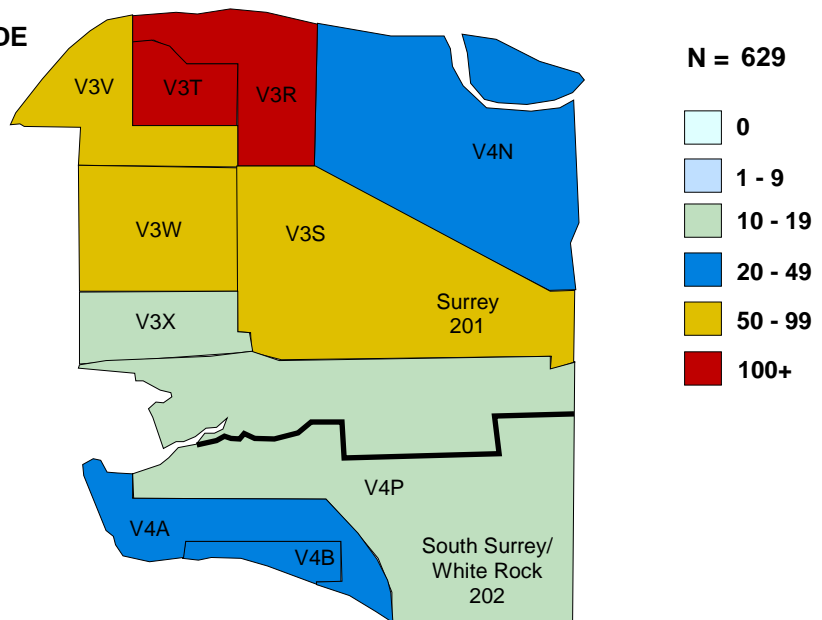 DE
N = 629
0
1 - 9
10 - 19
20 - 49
50 - 99
100+
V3V
V3T
V3R
V4N
V3W
V3S
V3X
Surrey
201
V4P
V4A
V4B
South Surrey/
White Rock
202